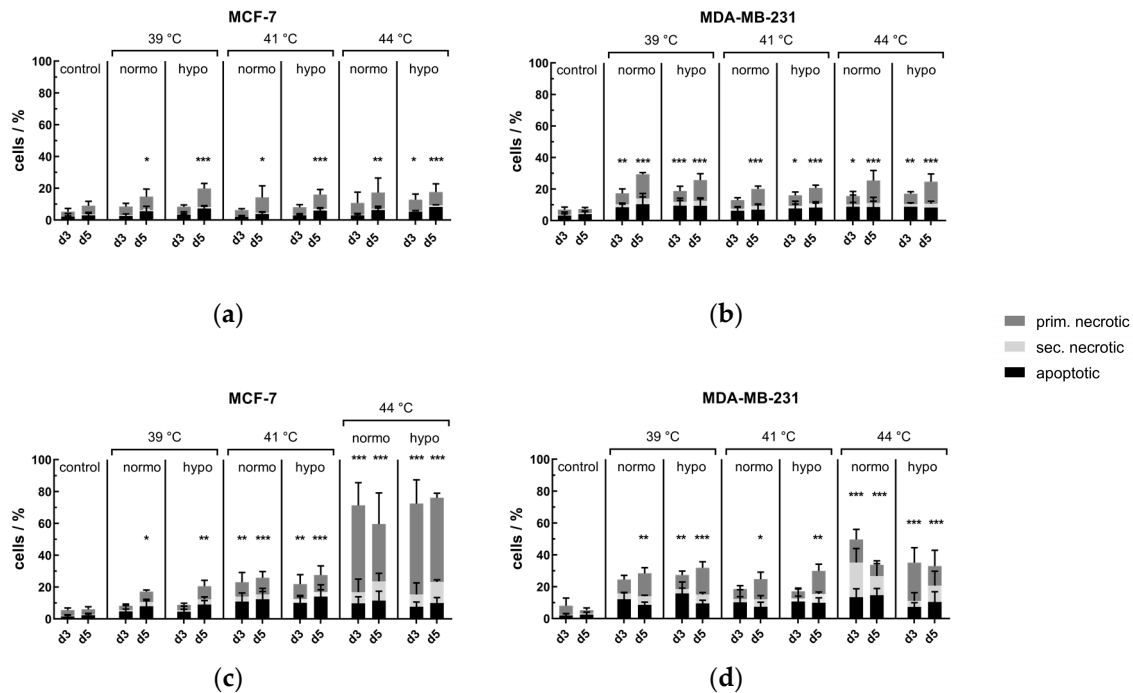 MCF-7
39 °C 41 °C 44 °C
control normo hypo normo hypo normo hypo
cells / %
100
80
60
40
20
0
* *** * *** ** * ***
d3 d5 d3 d5 d3 d5 d3 d5 d3 d5 d3 d5 d3 d5
(a)
MDA-MB-231
39 °C 41 °C 44 °C
control normo hypo normo hypo normo hypo
cells / %
100
80
60
40
20
0
** *** *** *** *** * *** * *** ** ***
d3 d5 d3 d5 d3 d5 d3 d5 d3 d5 d3 d5 d3 d5
(b)
prim. necrotic
sec. necrotic
apoptotic
MCF-7
44 °C
39 °C 41 °C normo hypo
control normo hypo normo hypo
*** *** *** ***
cells / %
100
80
60
40
20
0
* ** ** *** ** ***
d3 d5 d3 d5 d3 d5 d3 d5 d3 d5 d3 d5 d3 d5
(c)
MDA-MB-231
39 °C 41 °C 44 °C
control normo hypo normo hypo normo hypo
cells / %
100
80
60
40
20
0
*** ***
*** ***
** ** *** * **
d3 d5 d3 d5 d3 d5 d3 d5 d3 d5 d3 d5 d3 d5
(d)